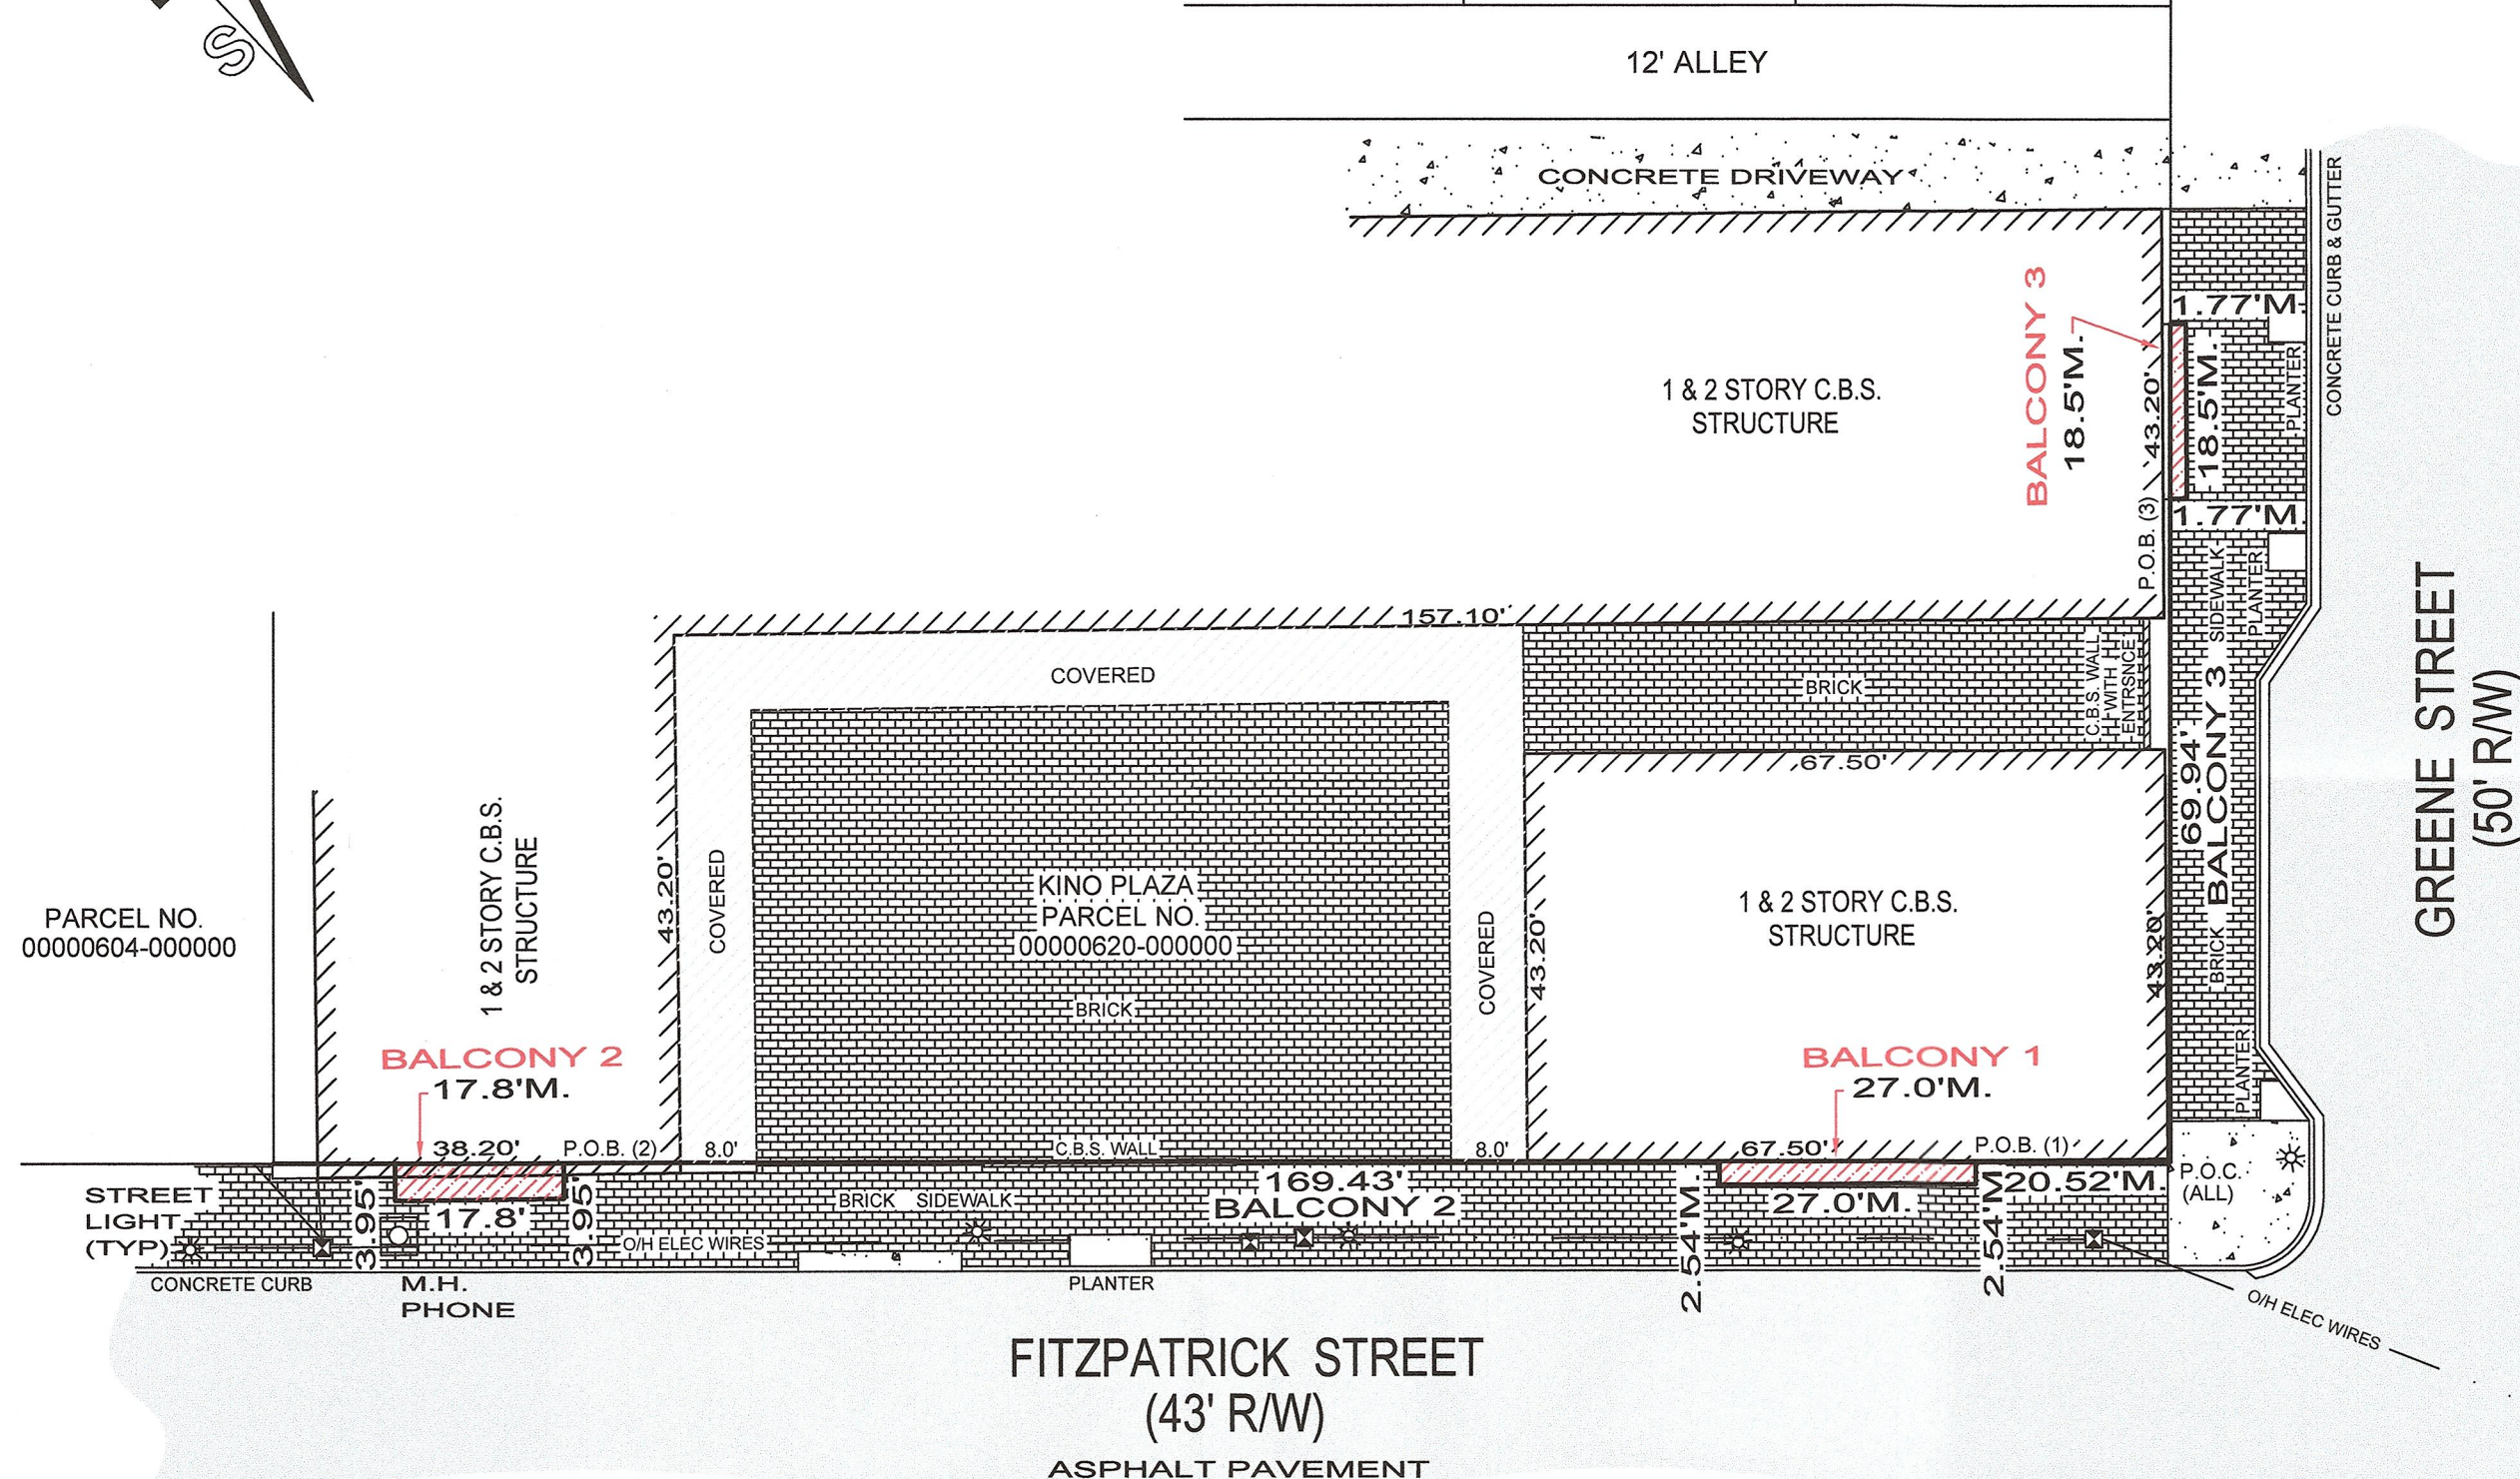 S
12' ALLEY
CONCRETE DRIVEWAY
CONCRETE CURB & GUTTER
1.77'M.
BALCONY 3
18.5'M.
43.20'
18.5'M.
PLANTER
1 & 2 STORY C.B.S.
STRUCTURE
P.O.B. (3)
1.77'M.
SIDEWALK
PLANTER
157.10'
COVERED
BRICK
C.B.S. WALL
WITH
ENTRSNCE
67.50'
69.94'
BALCONY 3
BRICK
GREENE STREET
(50' R/W)
1 & 2 STORY C.B.S.
STRUCTURE
43.20'
COVERED
KINO PLAZA
PARCEL NO.
00000620-000000
BRICK
COVERED
43.20'
1 & 2 STORY C.B.S.
STRUCTURE
43.20'
PARCEL NO.
00000604-000000
PLANTER
BALCONY 2
17.8'M.
BALCONY 1
27.0'M.
38.20'
P.O.B. (2)
8.0'
C.B.S. WALL
8.0'
67.50'
P.O.B. (1)
P.O.C.
(ALL)
STREET
LIGHT
(TYP)
3.95'
17.8'
3.95'
BRICK SIDEWALK
169.43'
BALCONY 2
2.54'M.
27.0'M.
2.54'M
20.52'M.
O/H ELEC WIRES
CONCRETE CURB
M.H.
PHONE
PLANTER
O/H ELEC WIRES
FITZPATRICK STREET
(43' R/W)
ASPHALT PAVEMENT